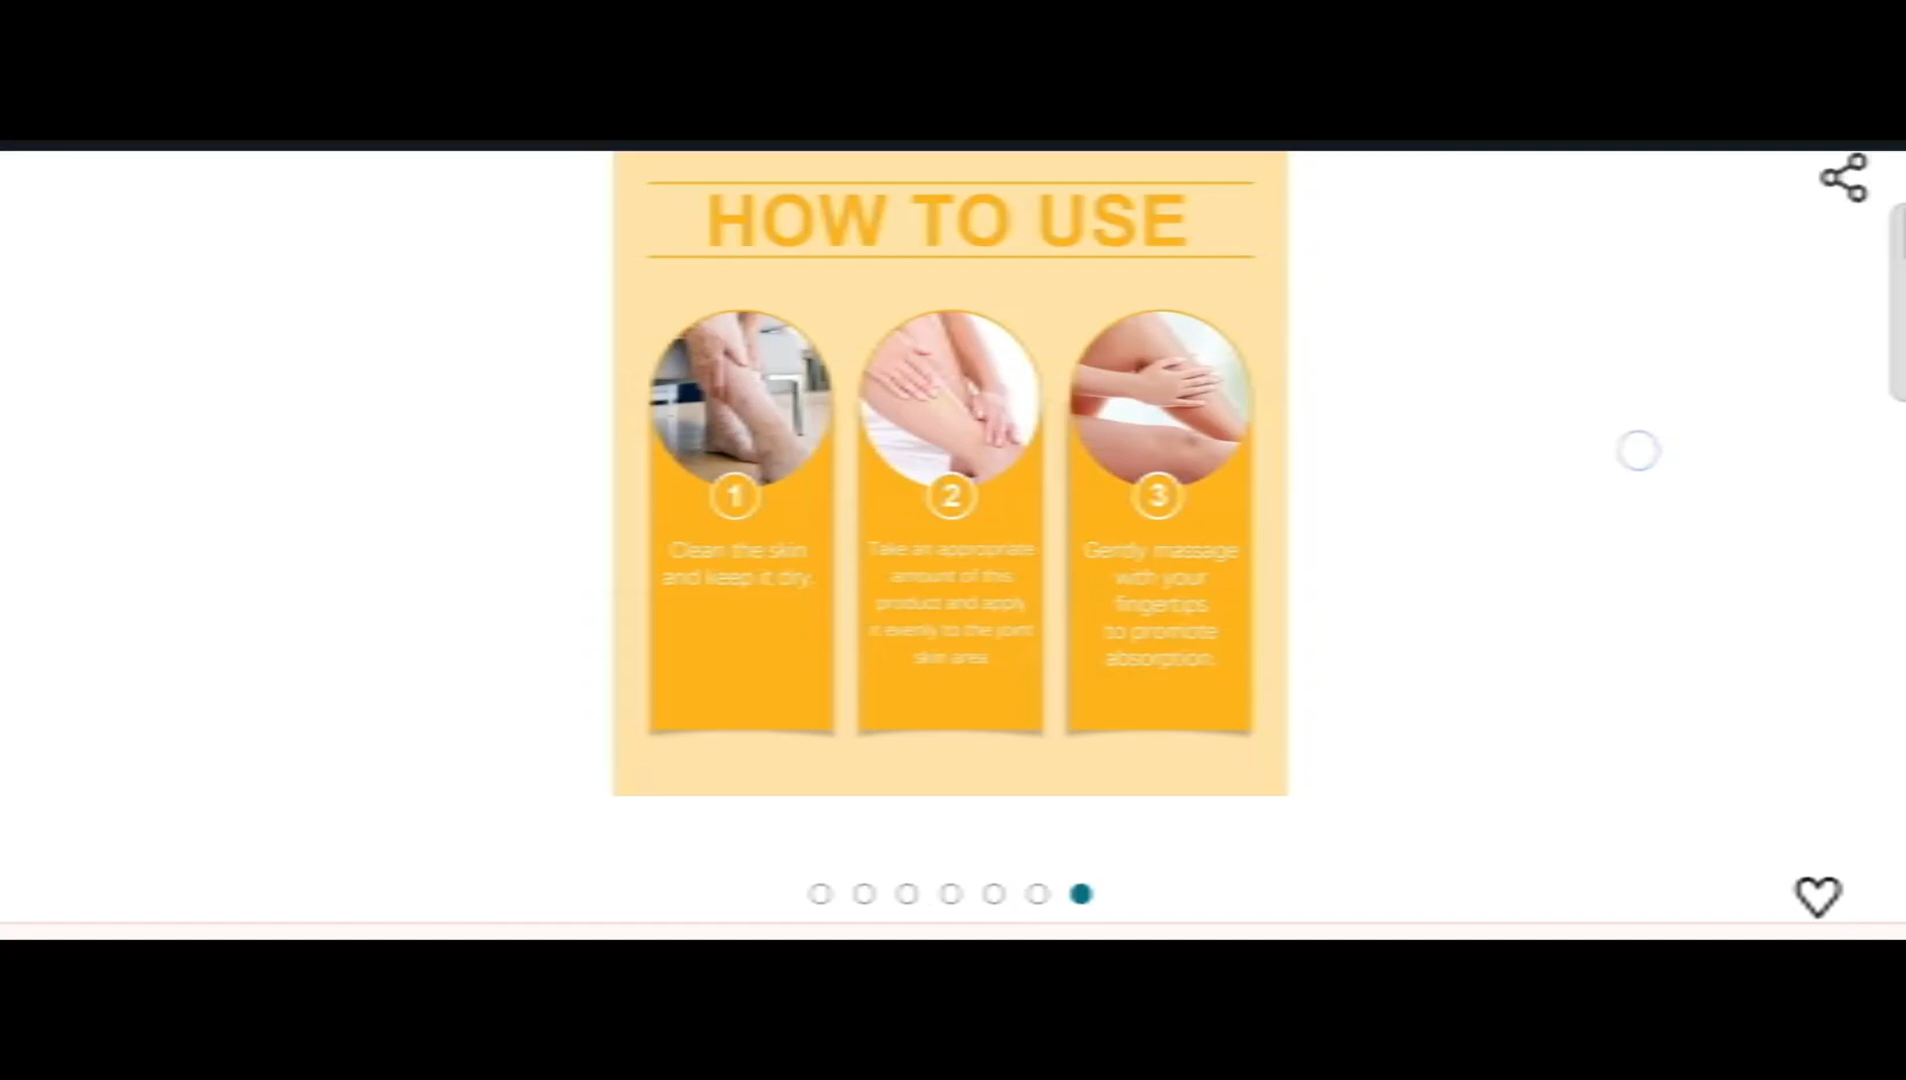 HOW TO USE
1
Clean the skin
and keep it dry.
2
Take an appropriate
amount of this
product and apply
it evenly to the joint
skin area
3
Gently massage
with your
fingertips
to promote
absorption.